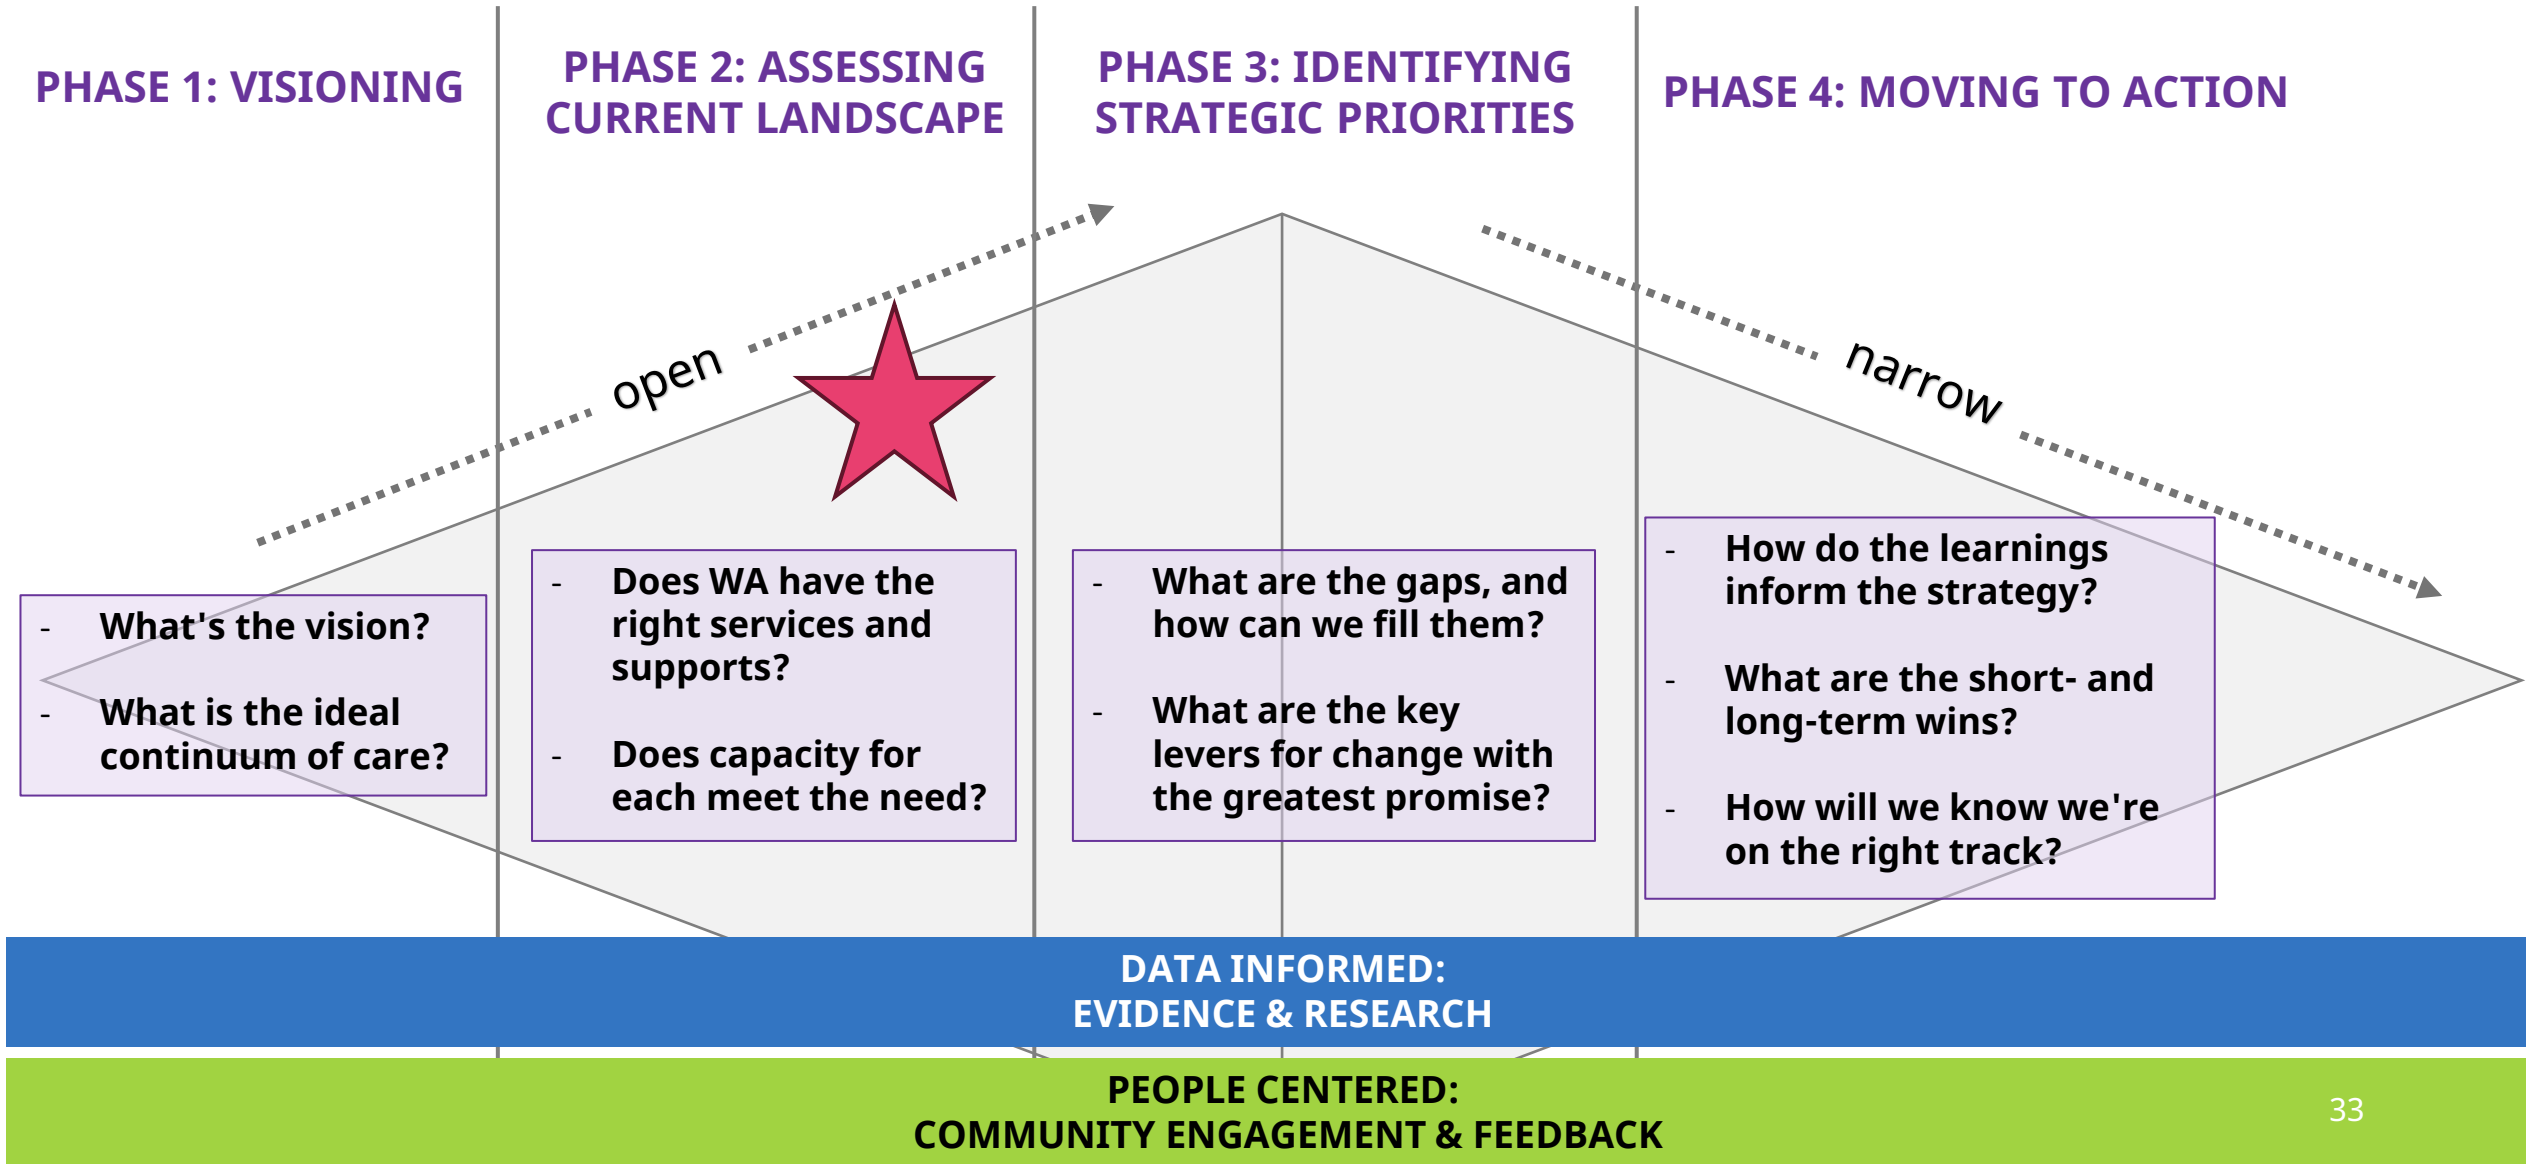 PHASE 1: VISIONING
PHASE 2: ASSESSING
CURRENT LANDSCAPE
PHASE 3: IDENTIFYING
STRATEGIC PRIORITIES
PHASE 4: MOVING TO ACTION
open
narrow
- What's the vision?
- What is the ideal
continuum of care?
- Does WA have the
right services and
supports?
- Does capacity for
each meet the need?
- What are the gaps, and
how can we fill them?
- What are the key
levers for change with
the greatest promise?
- How do the learnings
inform the strategy?
- What are the short- and
long-term wins?
- How will we know we're
on the right track?
DATA INFORMED:
EVIDENCE & RESEARCH
PEOPLE CENTERED:
COMMUNITY ENGAGEMENT & FEEDBACK
33